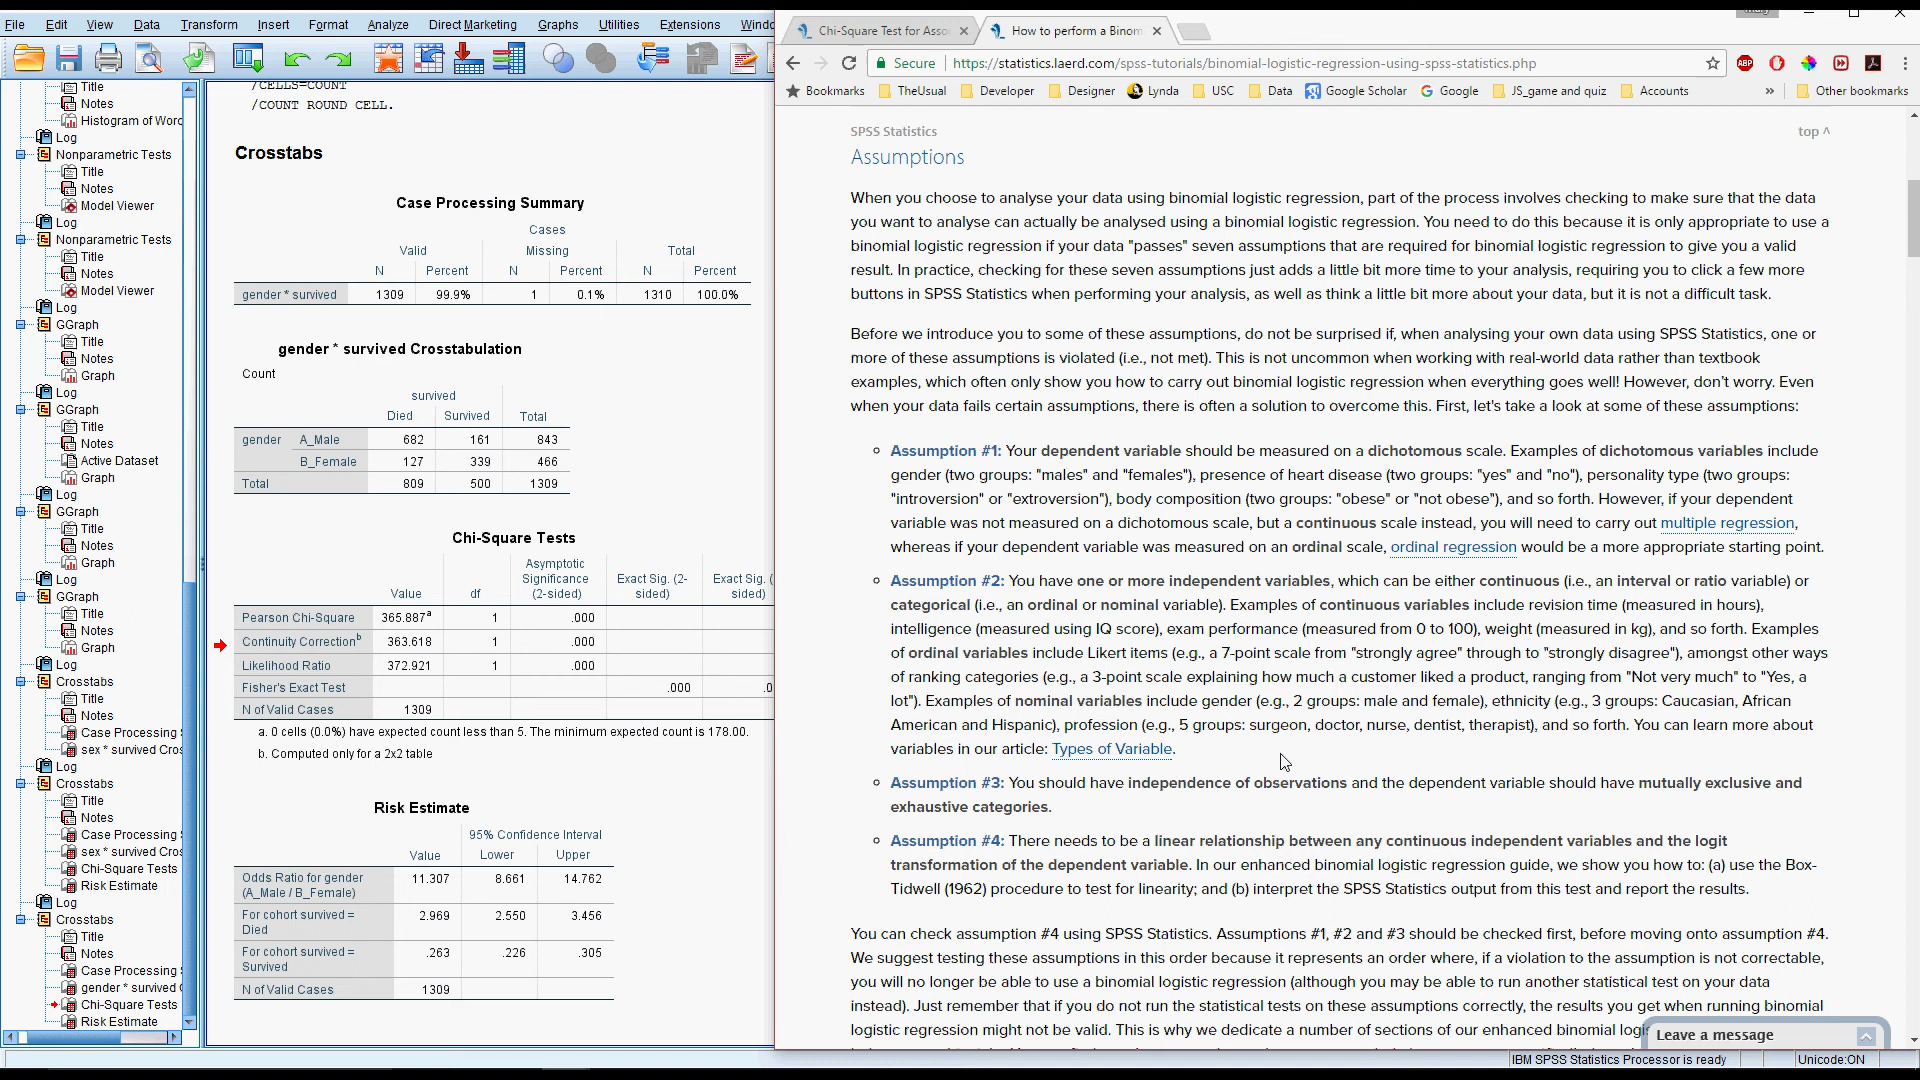 File Edit View Data Transform Insert Format Analyze Direct Marketing Graphs Utilities Extensions
Title
Notes
Histogram of Word
Log
Nonparametric Tests
Title
Notes
Model Viewer
Log
Nonparametric Tests
Title
Notes
Model Viewer
Log
GGraph
Title
Notes
Graph
Log
GGraph
Title
Notes
Active Dataset
Graph
Log
GGraph
Title
Notes
Graph
Log
GGraph
Title
Notes
Graph
Log
Crosstabs
Title
Notes
Case Processing
sex * survived Cros
Log
Crosstabs
Title
Notes
Case Processing
sex * survived Cros
Chi-Square Tests
Risk Estimate
Log
Crosstabs
Title
Notes
Case Processing
gender * survived
Chi-Square Tests
Risk Estimate
/CELLS=COUNT
/COUNT ROUND CELL.
Crosstabs
Case Processing Summary
Cases
Valid Missing Total
N Percent N Percent N Percent
gender * survived 1309 99.9% 1 0.1% 1310 100.0%
gender * survived Crosstabulation
Count
survived
Died Survived Total
gender A_Male 682 161 843
B_Female 127 339 466
Total 809 500 1309
Chi-Square Tests
Asymptotic
Significance Exact Sig. (2- Exact Sig. (
Value df (2-sided) sided) sided)
Pearson Chi-Square 365.887a 1 .000
Continuity Correctionb 363.618 1 .000
Likelihood Ratio 372.921 1 .000
Fisher's Exact Test .000 .0
N of Valid Cases 1309
a. 0 cells (0.0%) have expected count less than 5. The minimum expected count is 178.00.
b. Computed only for a 2x2 table
Risk Estimate
95% Confidence Interval
Value Lower Upper
Odds Ratio for gender 11.307 8.661 14.762
(A_Male / B_Female)
For cohort survived = 2.969 2.550 3.456
Died
For cohort survived = .263 .226 .305
Survived
N of Valid Cases 1309
Chi-Square Test for Asso How to perform a Binom
Secure https://statistics.laerd.com/spss-tutorials/binomial-logistic-regression-using-spss-statistics.php
Bookmarks TheUsual Developer Designer Lynda USC Data Google Scholar Google JS_game and quiz Accounts » Other bookmarks
SPSS Statistics top ^
Assumptions
When you choose to analyse your data using binomial logistic regression, part of the process involves checking to make sure that the data
you want to analyse can actually be analysed using a binomial logistic regression. You need to do this because it is only appropriate to use a
binomial logistic regression if your data "passes" seven assumptions that are required for binomial logistic regression to give you a valid
result. In practice, checking for these seven assumptions just adds a little bit more time to your analysis, requiring you to click a few more
buttons in SPSS Statistics when performing your analysis, as well as think a little bit more about your data, but it is not a difficult task.
Before we introduce you to some of these assumptions, do not be surprised if, when analysing your own data using SPSS Statistics, one or
more of these assumptions is violated (i.e., not met). This is not uncommon when working with real-world data rather than textbook
examples, which often only show you how to carry out binomial logistic regression when everything goes well! However, don't worry. Even
when your data fails certain assumptions, there is often a solution to overcome this. First, let's take a look at some of these assumptions:
Assumption #1: Your dependent variable should be measured on a dichotomous scale. Examples of dichotomous variables include
gender (two groups: "males" and "females"), presence of heart disease (two groups: "yes" and "no"), personality type (two groups:
"introversion" or "extroversion"), body composition (two groups: "obese" or "not obese"), and so forth. However, if your dependent
variable was not measured on a dichotomous scale, but a continuous scale instead, you will need to carry out multiple regression,
whereas if your dependent variable was measured on an ordinal scale, ordinal regression would be a more appropriate starting point.
Assumption #2: You have one or more independent variables, which can be either continuous (i.e., an interval or ratio variable) or
categorical (i.e., an ordinal or nominal variable). Examples of continuous variables include revision time (measured in hours),
intelligence (measured using IQ score), exam performance (measured from 0 to 100), weight (measured in kg), and so forth. Examples
of ordinal variables include Likert items (e.g., a 7-point scale from "strongly agree" through to "strongly disagree"), amongst other ways
of ranking categories (e.g., a 3-point scale explaining how much a customer liked a product, ranging from "Not very much" to "Yes, a
lot"). Examples of nominal variables include gender (e.g., 2 groups: male and female), ethnicity (e.g., 3 groups: Caucasian, African
American and Hispanic), profession (e.g., 5 groups: surgeon, doctor, nurse, dentist, therapist), and so forth. You can learn more about
variables in our article: Types of Variable.
Assumption #3: You should have independence of observations and the dependent variable should have mutually exclusive and
exhaustive categories.
Assumption #4: There needs to be a linear relationship between any continuous independent variables and the logit
transformation of the dependent variable. In our enhanced binomial logistic regression guide, we show you how to: (a) use the Box-
Tidwell (1962) procedure to test for linearity; and (b) interpret the SPSS Statistics output from this test and report the results.
You can check assumption #4 using SPSS Statistics. Assumptions #1, #2 and #3 should be checked first, before moving onto assumption #4.
We suggest testing these assumptions in this order because it represents an order where, if a violation to the assumption is not correctable,
you will no longer be able to use a binomial logistic regression (although you may be able to run another statistical test on your data
instead). Just remember that if you do not run the statistical tests on these assumptions correctly, the results you get when running binomial
logistic regression might not be valid. This is why we dedicate a number of sections of our enhanced binomial
Leave a message
IBM SPSS Statistics Processor is ready Unicode:ON